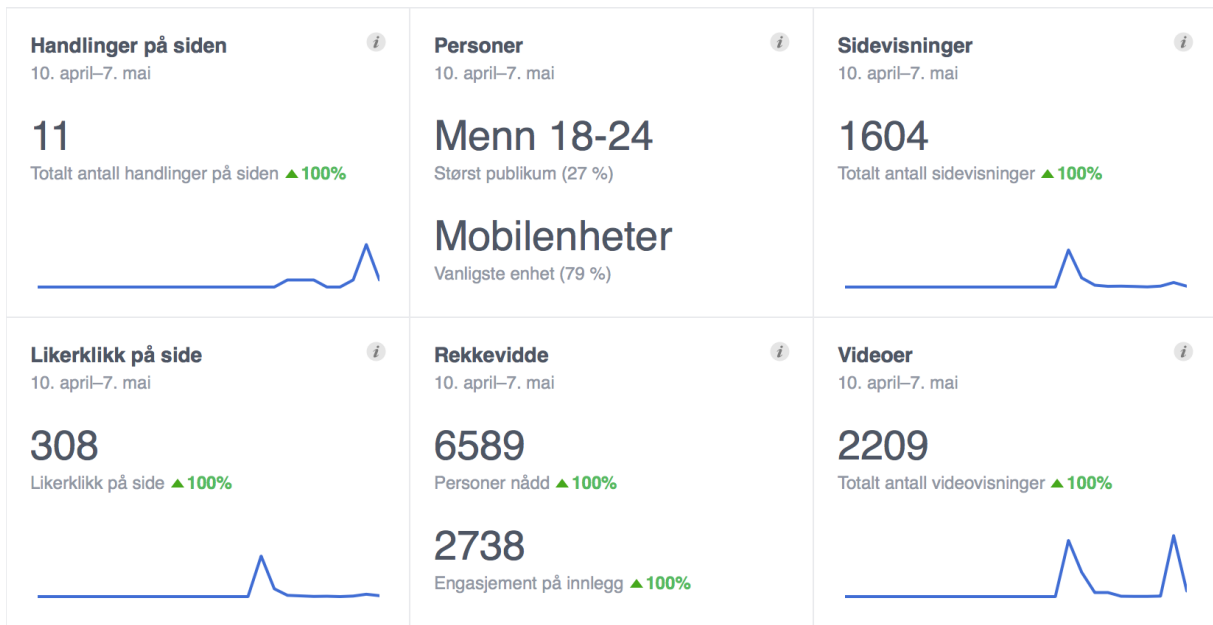 Handlinger på siden
10. april–7. mai
11
Totalt antall handlinger på siden 100%
Personer
10. april–7. mai
Menn 18-24
Størst publikum (27 %)
Mobilenheter
Vanligste enhet (79 %)
Sidevisninger
10. april–7. mai
1604
Totalt antall sidevisninger 100%
Likerklikk på side
10. april–7. mai
308
Likerklikk på side 100%
Rekkevidde
10. april–7. mai
6589
Personer nådd 100%
2738
Engasjement på innlegg 100%
Videoer
10. april–7. mai
2209
Totalt antall videovisninger 100%